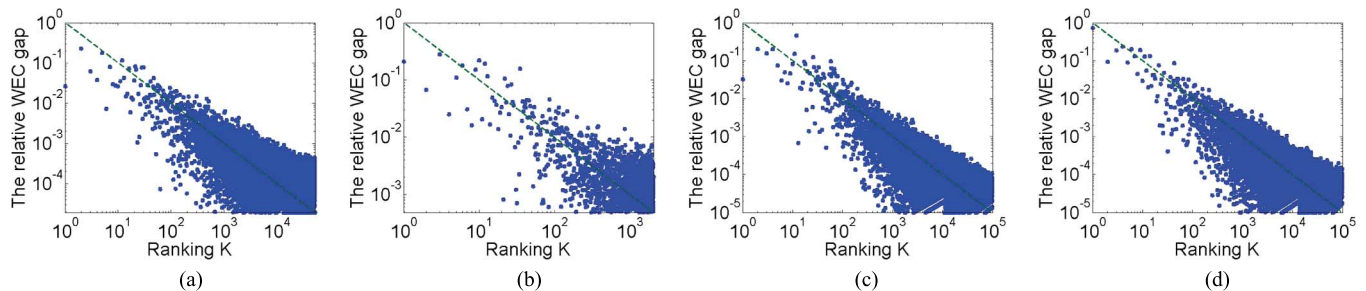 The relative WEC gap
10^0
10^-1
10^-2
10^-3
10^-4
10^0 10^1 10^2 10^3 10^4
Ranking K
(a)
The relative WEC gap
10^0
10^-1
10^-2
10^-3
10^0 10^1 10^2 10^3
Ranking K
(b)
The relative WEC gap
10^0
10^-1
10^-2
10^-3
10^-4
10^-5
10^0 10^1 10^2 10^3 10^4 10^5
Ranking K
(c)
The relative WEC gap
10^0
10^-1
10^-2
10^-3
10^-4
10^-5
10^0 10^1 10^2 10^3 10^4 10^5
Ranking K
(d)